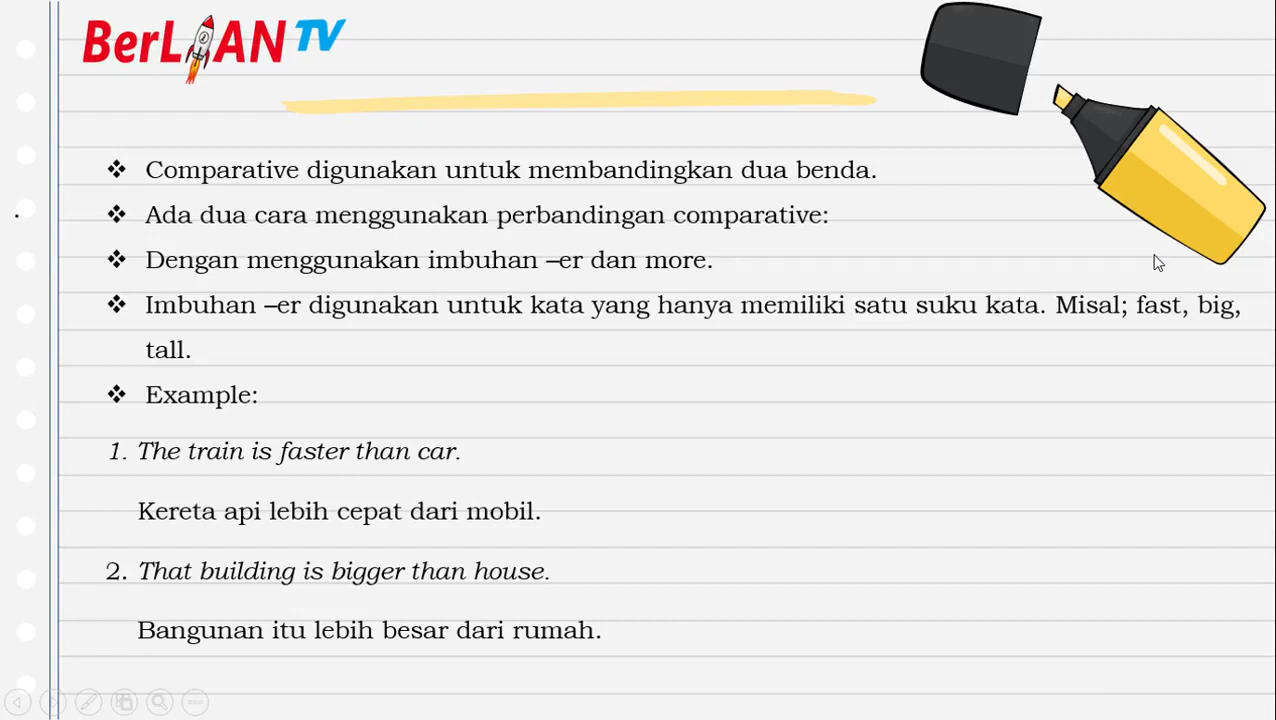 BerLIAN TV
❖ Comparative digunakan untuk membandingkan dua benda.
❖ Ada dua cara menggunakan perbandingan comparative:
❖ Dengan menggunakan imbuhan –er dan more.
❖ Imbuhan –er digunakan untuk kata yang hanya memiliki satu suku kata. Misal; fast, big,
tall.
❖ Example:
1. The train is faster than car.
Kereta api lebih cepat dari mobil.
2. That building is bigger than house.
Bangunan itu lebih besar dari rumah.